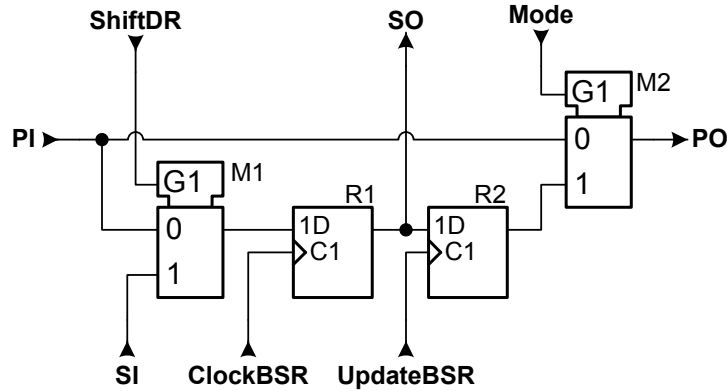 ShiftDR
SO
Mode
G1
M2
PI
0
PO
G1
M1
1
R1
R2
0
1D
1D
C1
C1
1
SI
ClockBSR
UpdateBSR